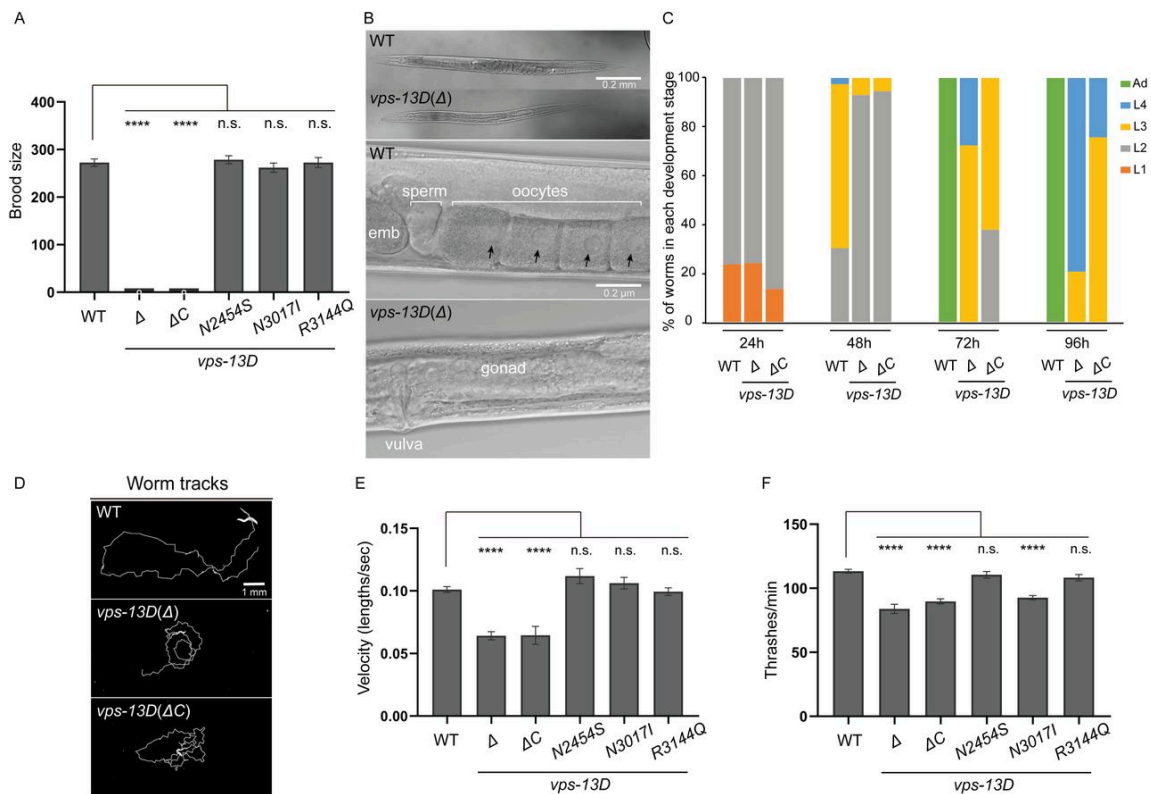 A
Brood size
400
300
200
100
0
**** **** n.s. n.s. n.s.
0 0
WT Δ ΔC N2454S N3017I R3144Q
vps-13D
B
WT
0.2 mm
vps-13D(Δ)
WT
sperm oocytes
emb
0.2 μm
vps-13D(Δ)
gonad
vulva
C
% of worms in each development stage
100
80
60
40
20
0
Ad
L4
L3
L2
L1
24h 48h 72h 96h
WT Δ ΔC WT Δ ΔC WT Δ ΔC WT Δ ΔC
vps-13D vps-13D vps-13D vps-13D
D
Worm tracks
WT
1 mm
vps-13D(Δ)
vps-13D(ΔC)
E
Velocity (lengths/sec)
0.15
0.10
0.05
0.00
**** **** n.s. n.s. n.s.
WT Δ ΔC N2454S N3017I R3144Q
vps-13D
F
Thrashes/min
150
100
50
0
**** **** n.s. **** n.s.
WT Δ ΔC N2454S N3017I R3144Q
vps-13D